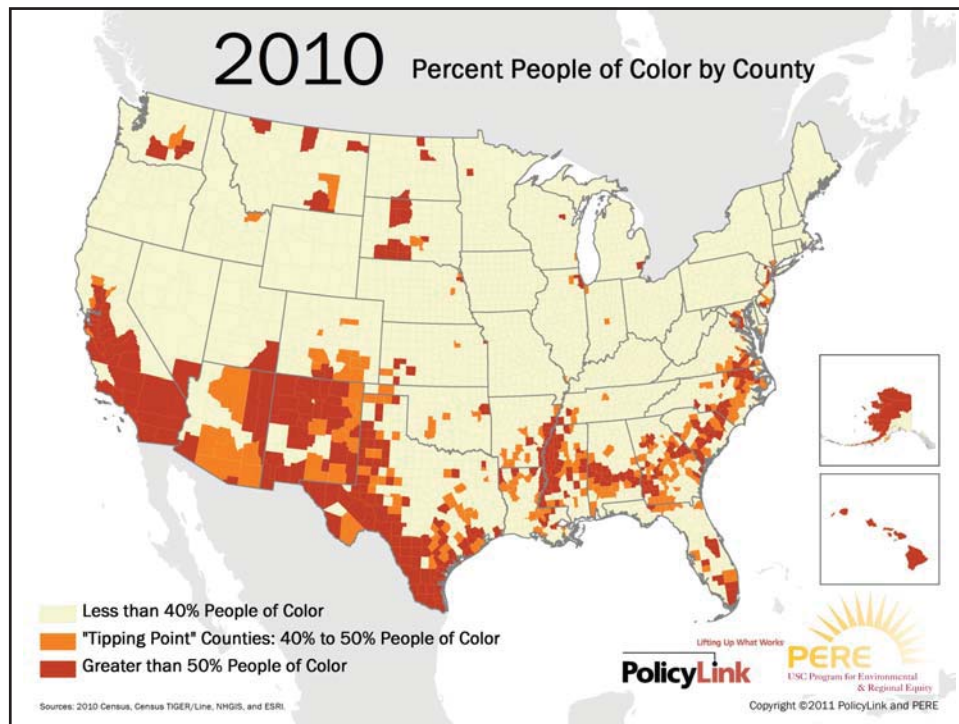 2010 Percent People of Color by County
Less than 40% People of Color
"Tipping Point" Counties: 40% to 50% People of Color
Greater than 50% People of Color
Lifting Up What Works
PolicyLink
PERE
USC Program for Environmental
& Regional Equity
Sources: 2010 Census, Census TIGER/Line, NHGIS, and ESRI.
Copyright ©2011 PolicyLink and PERE